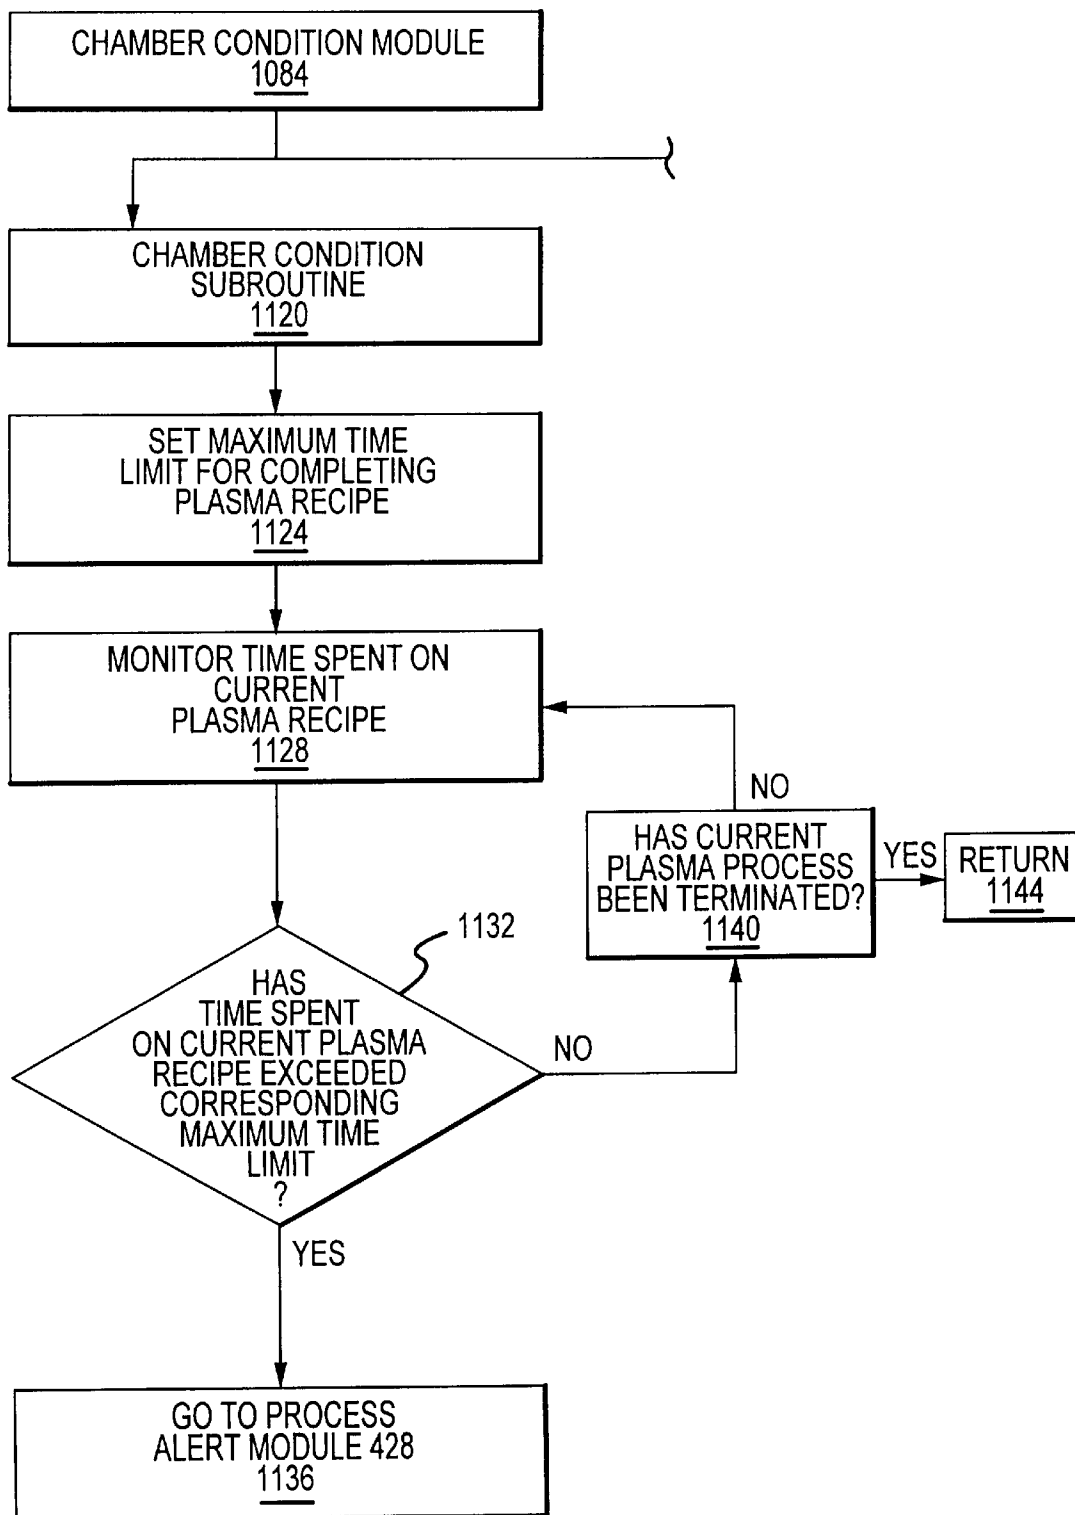 CHAMBER CONDITION MODULE
1084
CHAMBER CONDITION
SUBROUTINE
1120
SET MAXIMUM TIME
LIMIT FOR COMPLETING
PLASMA RECIPE
1124
MONITOR TIME SPENT ON
CURRENT
PLASMA RECIPE
1128
NO
HAS CURRENT
PLASMA PROCESS
BEEN TERMINATED?
1140
YES
RETURN
1144
1132
HAS
TIME SPENT
ON CURRENT PLASMA
RECIPE EXCEEDED
CORRESPONDING
MAXIMUM TIME
LIMIT
?
NO
YES
GO TO PROCESS
ALERT MODULE 428
1136